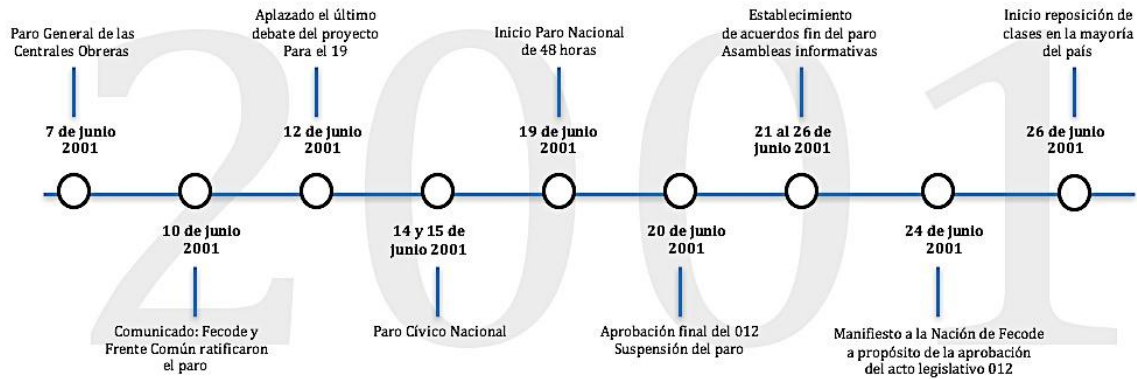 2001
Paro General de las
Centrales Obreras
7 de junio
2001
10 de junio
2001
Comunicado: Fecode y
Frente Común ratificaron
el paro
Aplazado el último
debate del proyecto
Para el 19
12 de junio
2001
14 y 15 de
junio 2001
Paro Cívico Nacional
Inicio Paro Nacional
de 48 horas
19 de junio
2001
20 de junio
2001
Aprobación final del 012
Suspensión del paro
Establecimiento
de acuerdos fin del paro
Asambleas informativas
21 al 26 de
junio 2001
24 de junio
2001
Manifiesto a la Nación de Fecode
a propósito de la aprobación
del acto legislativo 012
Inicio reposición de
clases en la mayoría
del país
26 de junio
2001